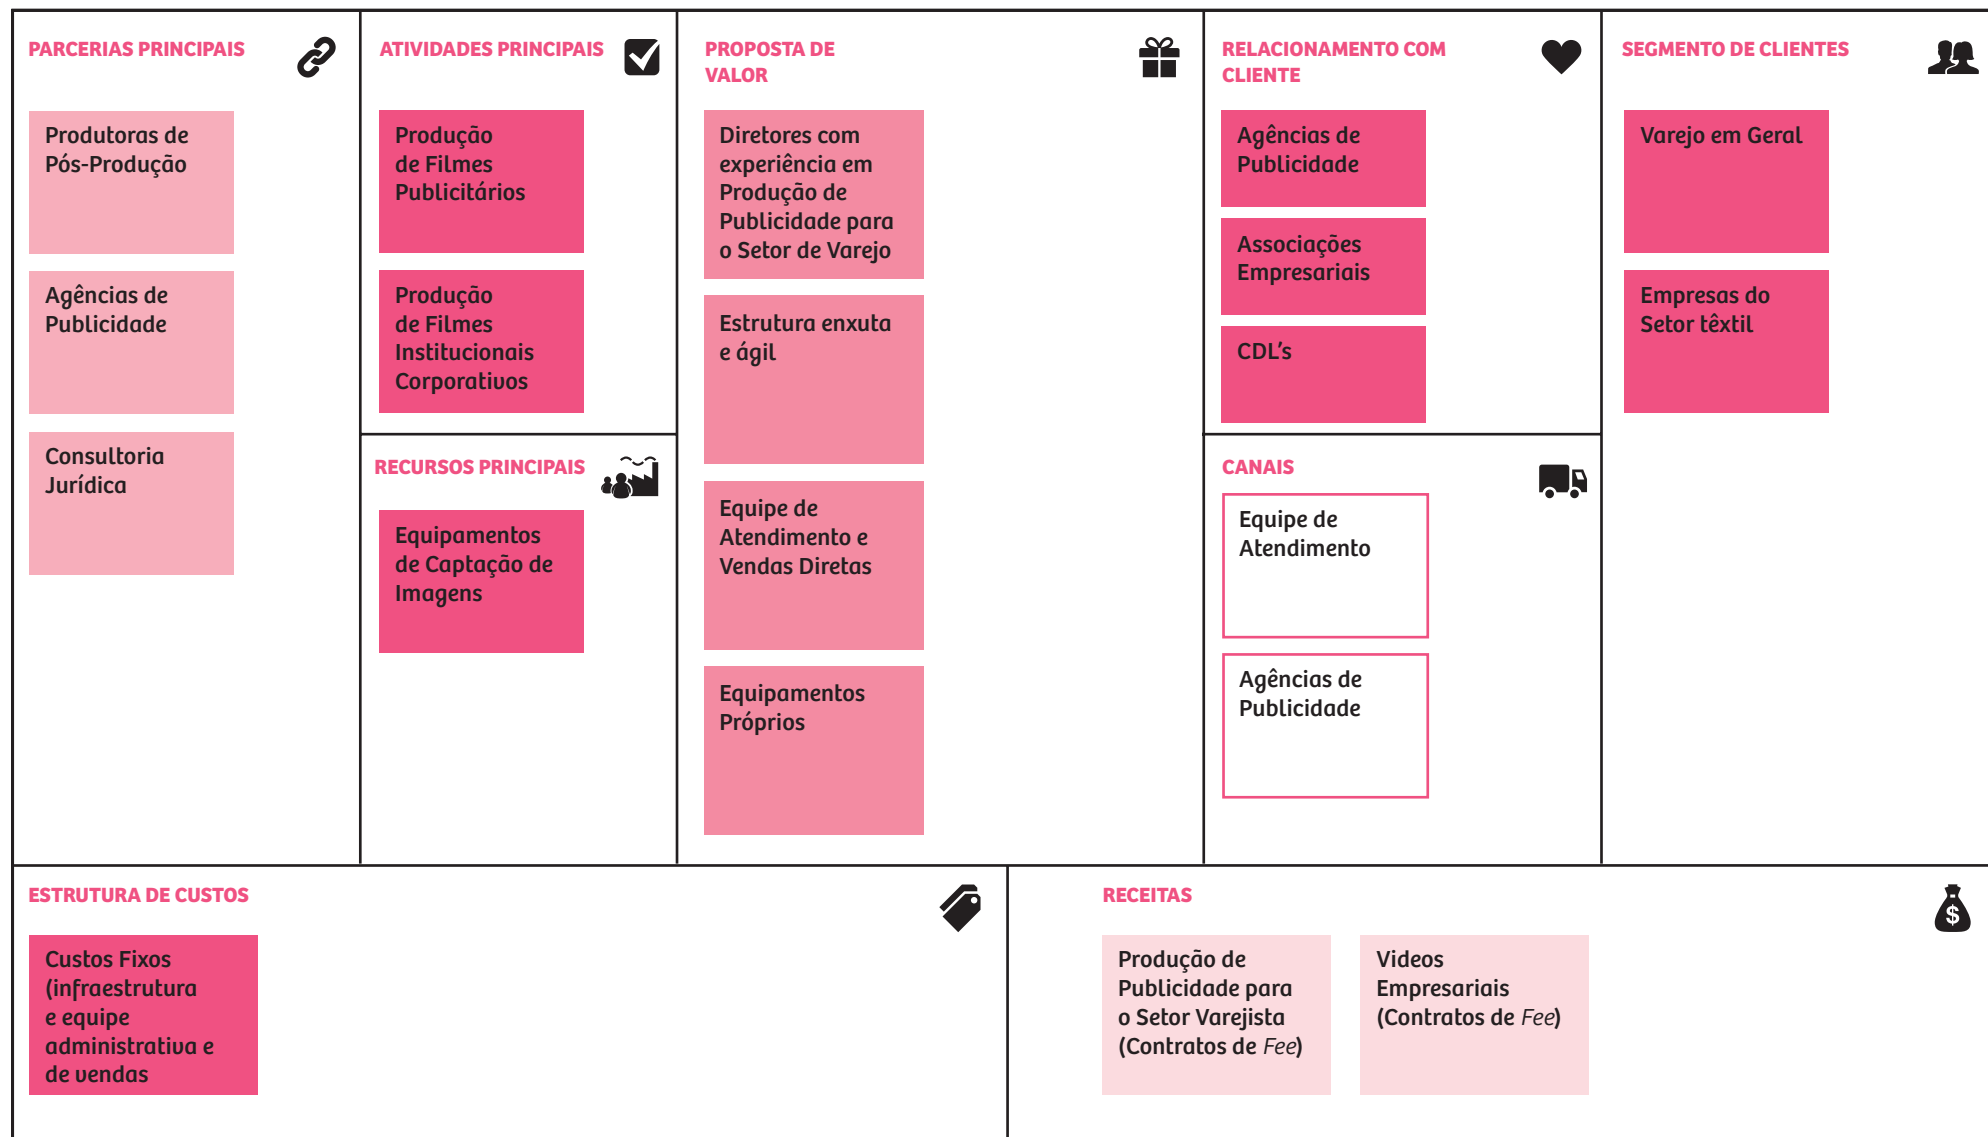 PARCERIAS PRINCIPAIS
Produtoras de
Pós-Produção
Agências de
Publicidade
Consultoria
Jurídica
ATIVIDADES PRINCIPAIS
Produção
de Filmes
Publicitários
Produção
de Filmes
Institucionais
Corporativos
RECURSOS PRINCIPAIS
Equipamentos
de Captação de
Imagens
PROPOSTA DE
VALOR
Diretores com
experiência em
Produção de
Publicidade para
o Setor de Varejo
Estrutura enxuta
e ágil
Equipe de
Atendimento e
Vendas Diretas
Equipamentos
Próprios
RELACIONAMENTO COM
CLIENTE
Agências de
Publicidade
Associações
Empresariais
CDL’s
CANAIS
Equipe de
Atendimento
Agências de
Publicidade
SEGMENTO DE CLIENTES
Varejo em Geral
Empresas do
Setor têxtil
ESTRUTURA DE CUSTOS
Custos Fixos
(infraestrutura
e equipe
administrativa e
de vendas
RECEITAS
$
Produção de
Publicidade para
o Setor Varejista
(Contratos de Fee)
Videos
Empresariais
(Contratos de Fee)